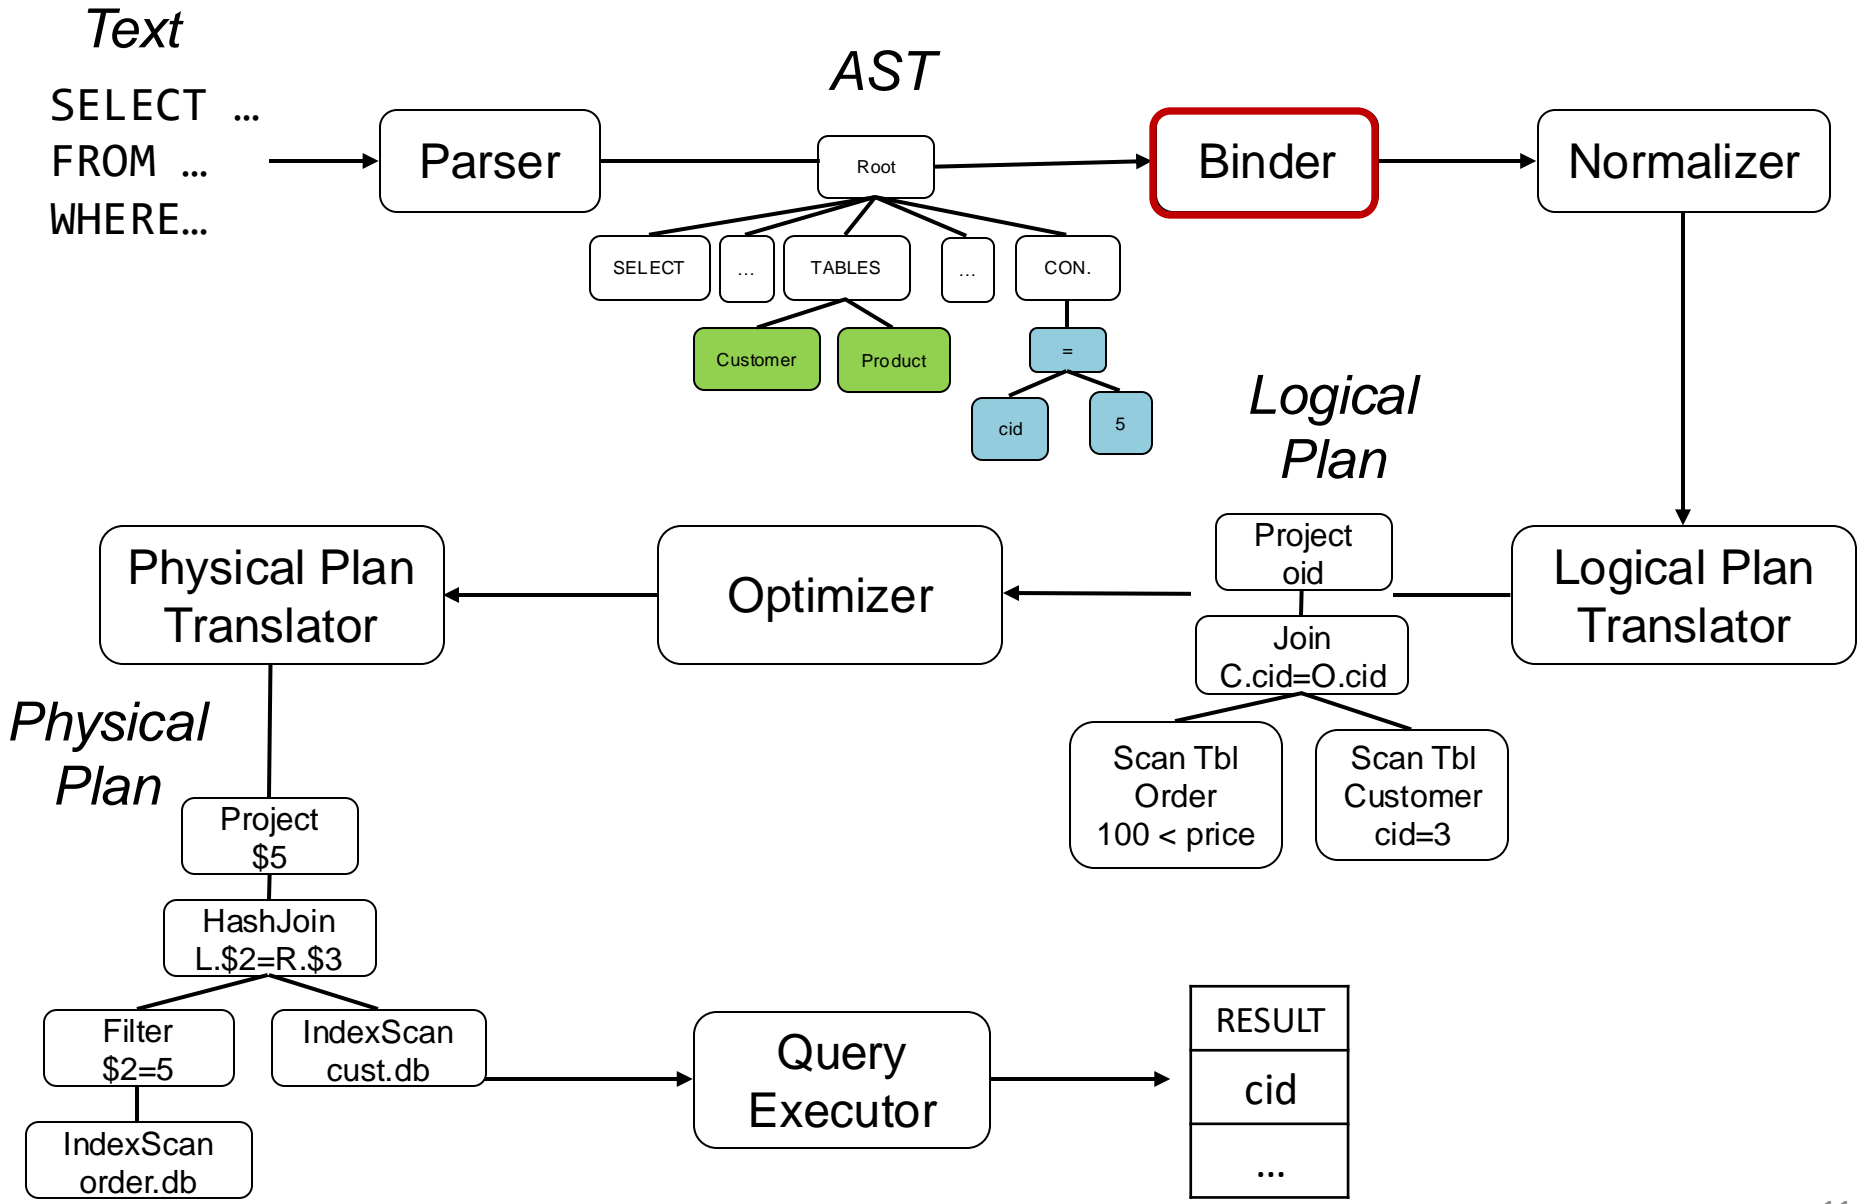 Text
SELECT …
FROM …
WHERE…
Parser
AST
Root
SELECT
…
TABLES
…
CON.
Customer
Product
=
cid
5
Binder
Normalizer
Logical
Plan
Project
oid
Join
C.cid=O.cid
Scan Tbl
Order
100 < price
Scan Tbl
Customer
cid=3
Logical Plan
Translator
Optimizer
Physical Plan
Translator
Physical
Plan
Project
$5
HashJoin
L.$2=R.$3
Filter
$2=5
IndexScan
cust.db
IndexScan
order.db
Query
Executor
RESULT
cid
…